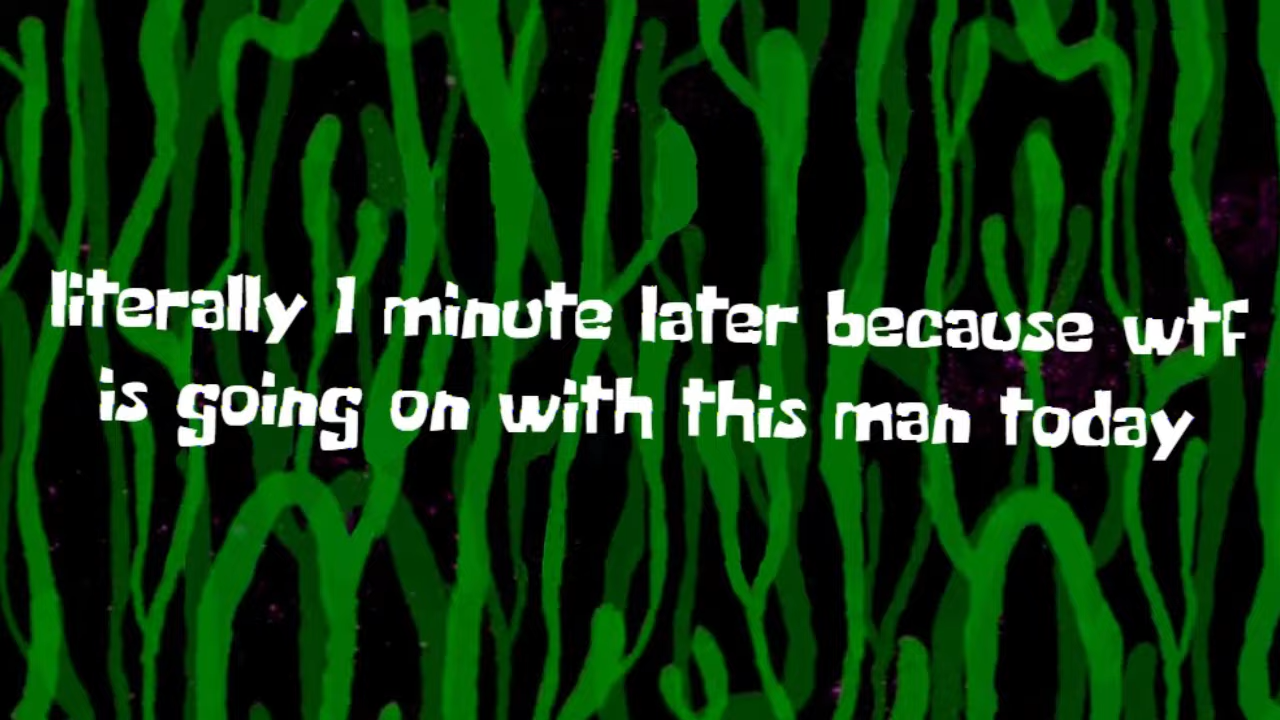 literally 1 minute later because wtf
is going on with this man today